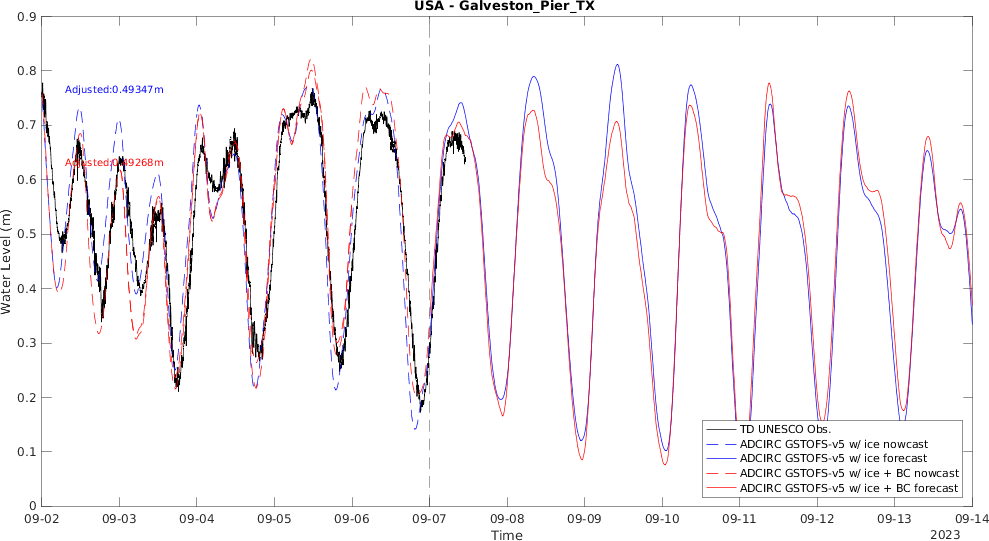 USA - Galveston_Pier_TX
0.9
0.8
0.7
0.6
0.5
0.4
0.3
0.2
0.1
0
Water Level (m)
Adjusted:0.49347m
Adjusted:0.49268m
TD UNESCO Obs.
ADCIRC GSTOFS-v5 w/ ice nowcast
ADCIRC GSTOFS-v5 w/ ice forecast
ADCIRC GSTOFS-v5 w/ ice + BC nowcast
ADCIRC GSTOFS-v5 w/ ice + BC forecast
09-02 09-03 09-04 09-05 09-06 09-07 09-08 09-09 09-10 09-11 09-12 09-13 09-14
Time
2023